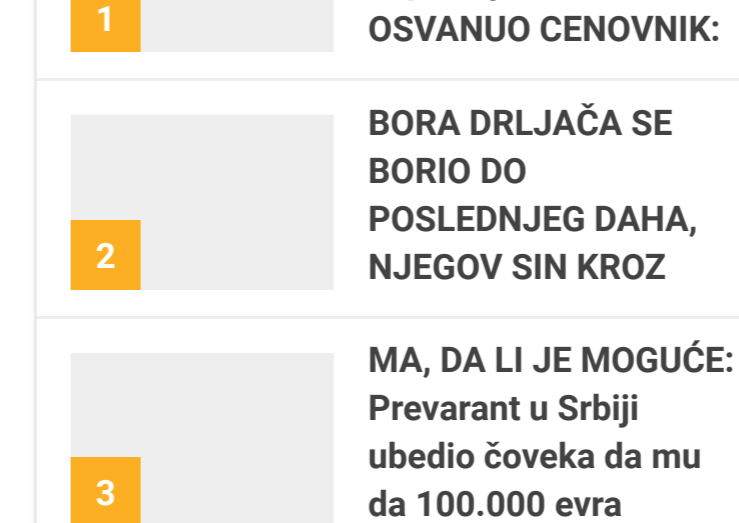 1
OSVANUO CENOVNIK:
2
BORA DRLJAČA SE
BORIO DO
POSLEDNJEG DAHA,
NJEGOV SIN KROZ
3
MA, DA LI JE MOGUĆE:
Prevarant u Srbiji
ubedio čoveka da mu
da 100.000 evra